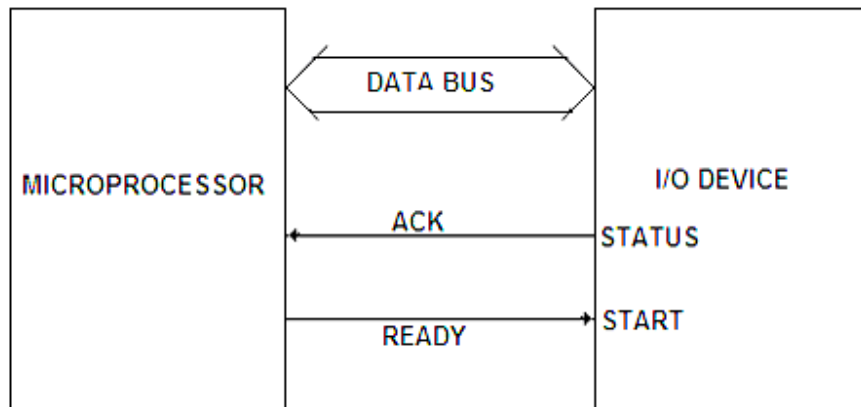 DATA BUS
MICROPROCESSOR
I/O DEVICE
ACK
STATUS
READY
START